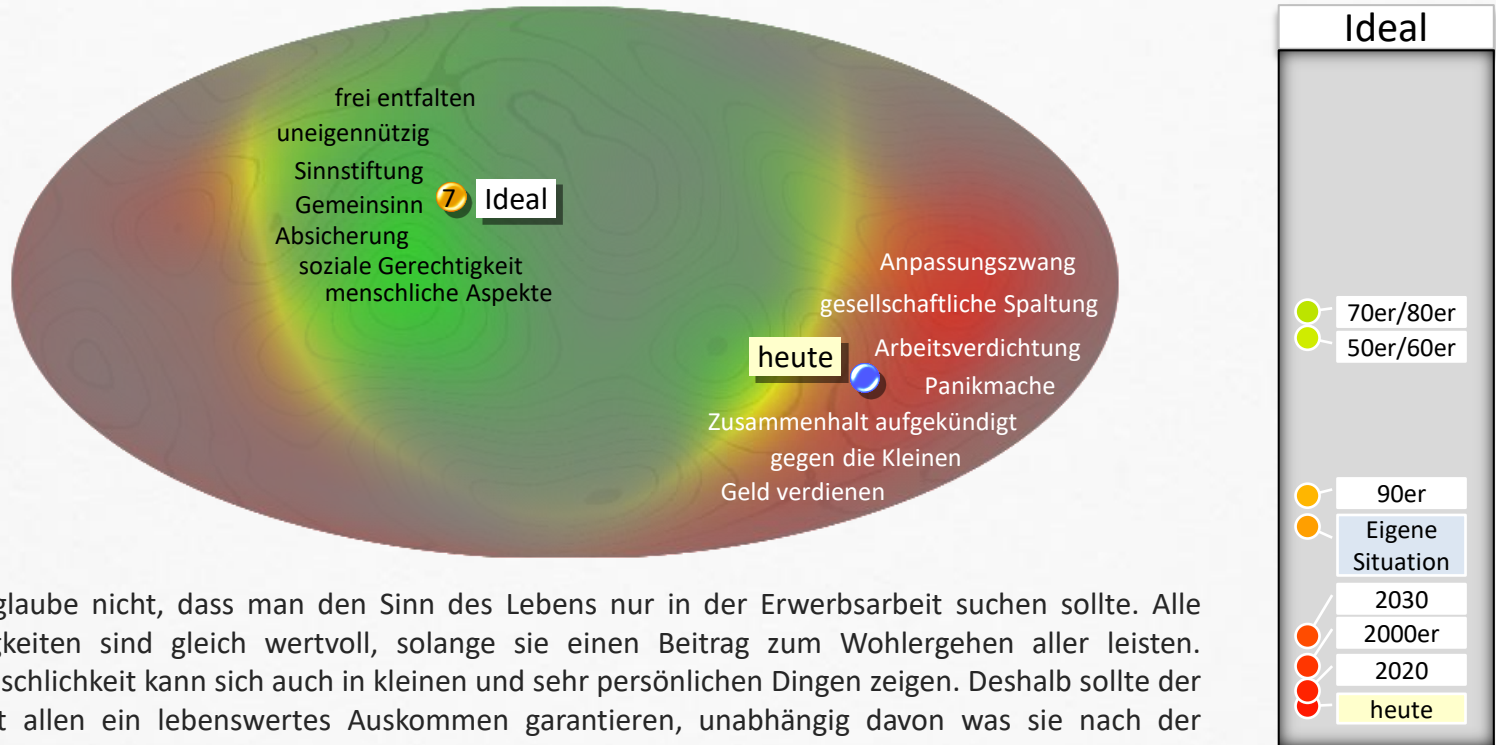 Ideal
frei entfalten
uneigennützig
Sinnstiftung
Gemeinsinn
7
Ideal
Absicherung
soziale Gerechtigkeit
menschliche Aspekte
Anpassungszwang
gesellschaftliche Spaltung
heute
Arbeitsverdichtung
Panikmache
Zusammenhalt aufgekündigt
gegen die Kleinen
Geld verdienen
70er/80er
50er/60er
90er
Eigene
Situation
2030
2000er
2020
heute
glaube nicht, dass man den Sinn des Lebens nur in der Erwerbsarbeit suchen sollte. Alle
gkeiten sind gleich wertvoll, solange sie einen Beitrag zum Wohlergehen aller leisten.
schlichkeit kann sich auch in kleinen und sehr persönlichen Dingen zeigen. Deshalb sollte der
t allen ein lebenswertes Auskommen garantieren, unabhängig davon was sie nach der